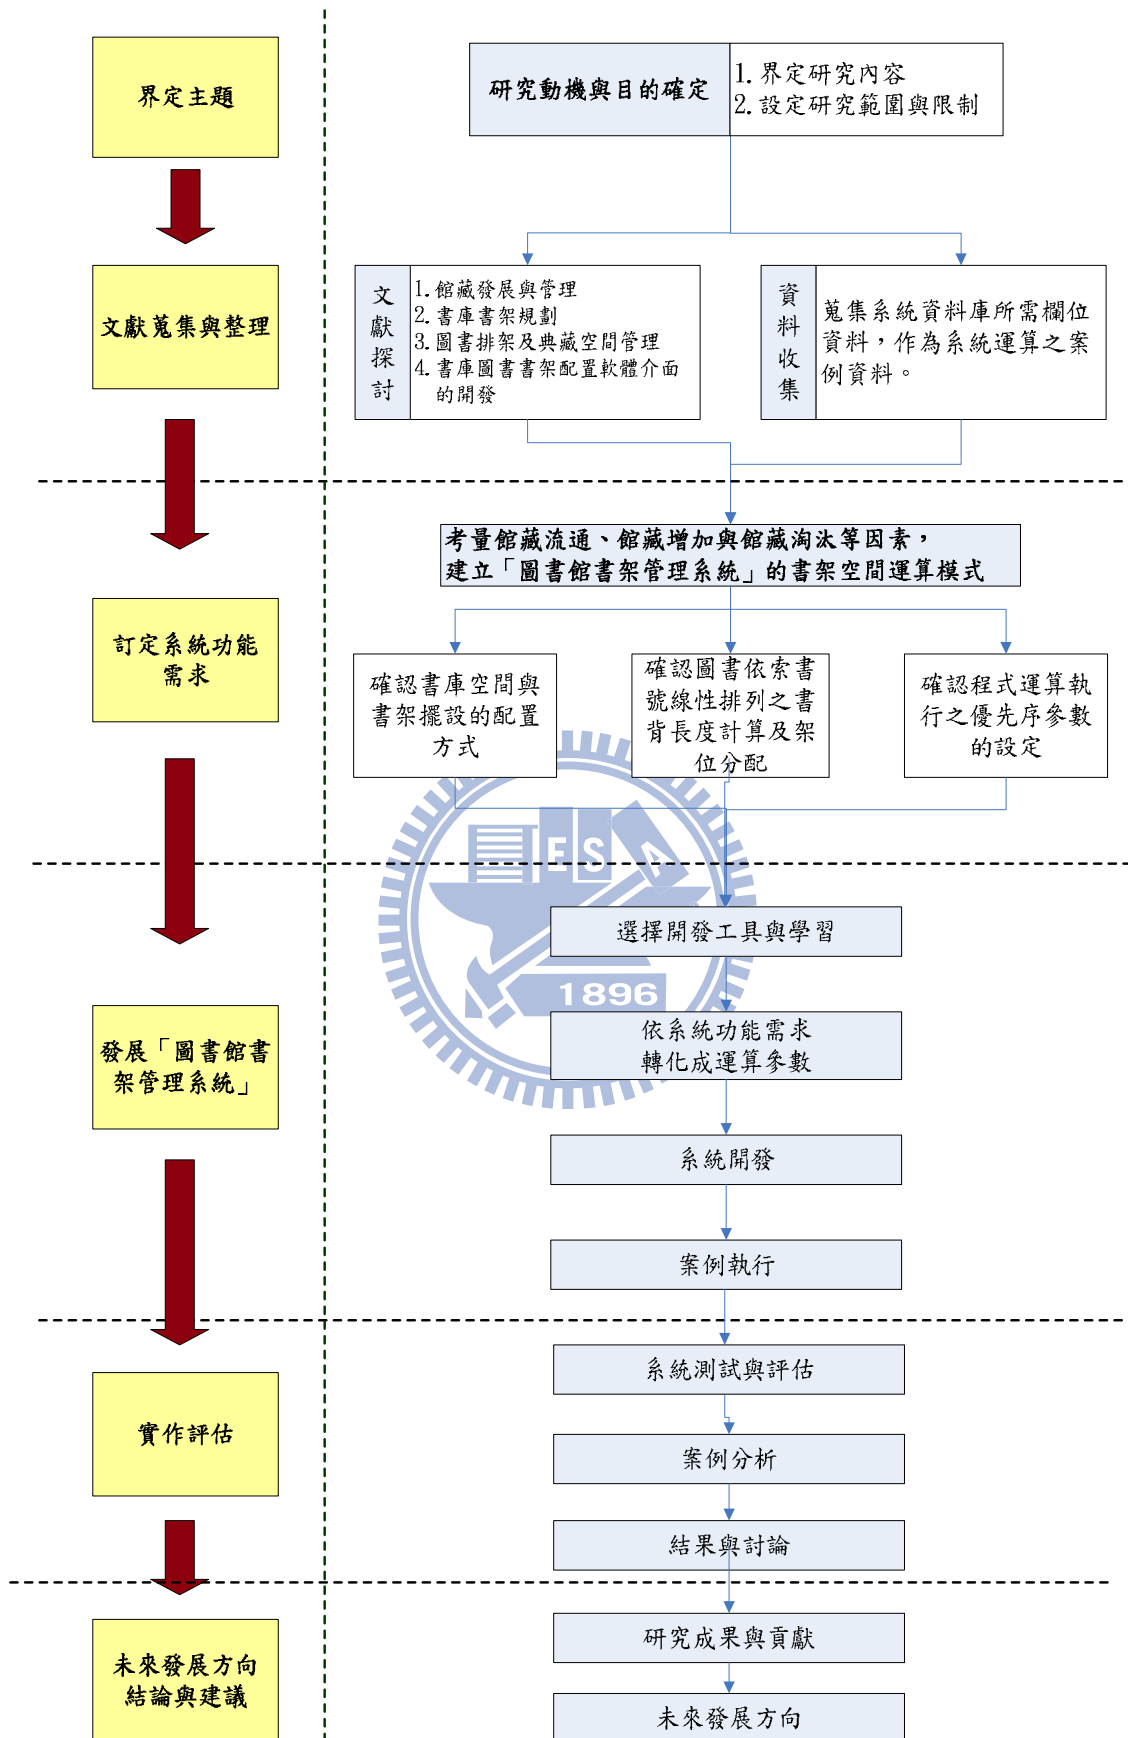 界定主題
研究動機與目的確定
1. 界定研究內容
2. 設定研究範圍與限制
文獻蒐集與整理
文獻探討
1. 館藏發展與管理
2. 書庫書架規劃
3. 圖書排架及典藏空間管理
4. 書庫圖書書架配置軟體介面
的開發
資料收集
蒐集系統資料庫所需欄位
資料，作為系統運算之案
例資料。
考量館藏流通、館藏增加與館藏淘汰等因素，
建立「圖書館書架管理系統」的書架空間運算模式
訂定系統功能
需求
確認書庫空間與
書架擺設的配置
方式
確認圖書依索書
號線性排列之書
背長度計算及架
位分配
確認程式運算執
行之優先序參數
的設定
E S A
1896
選擇開發工具與學習
發展「圖書館書
架管理系統」
依系統功能需求
轉化成運算參數
系統開發
案例執行
實作評估
系統測試與評估
案例分析
結果與討論
未來發展方向
結論與建議
研究成果與貢獻
未來發展方向